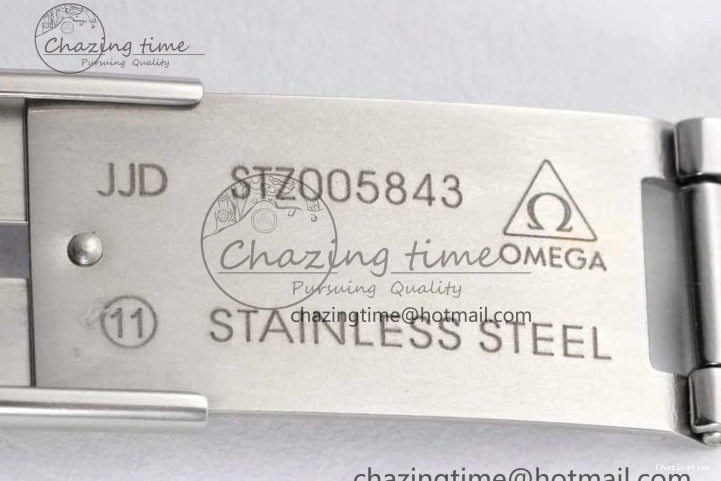 Chazing time
Pursuing Quality
JJD STZ005843
Ω
OMEGA
Chazing time
Pursuing Quality
chazingtime@hotmail.com
11 STAINLESS STEEL
chazingtime@hotmail.com
Chazingtime